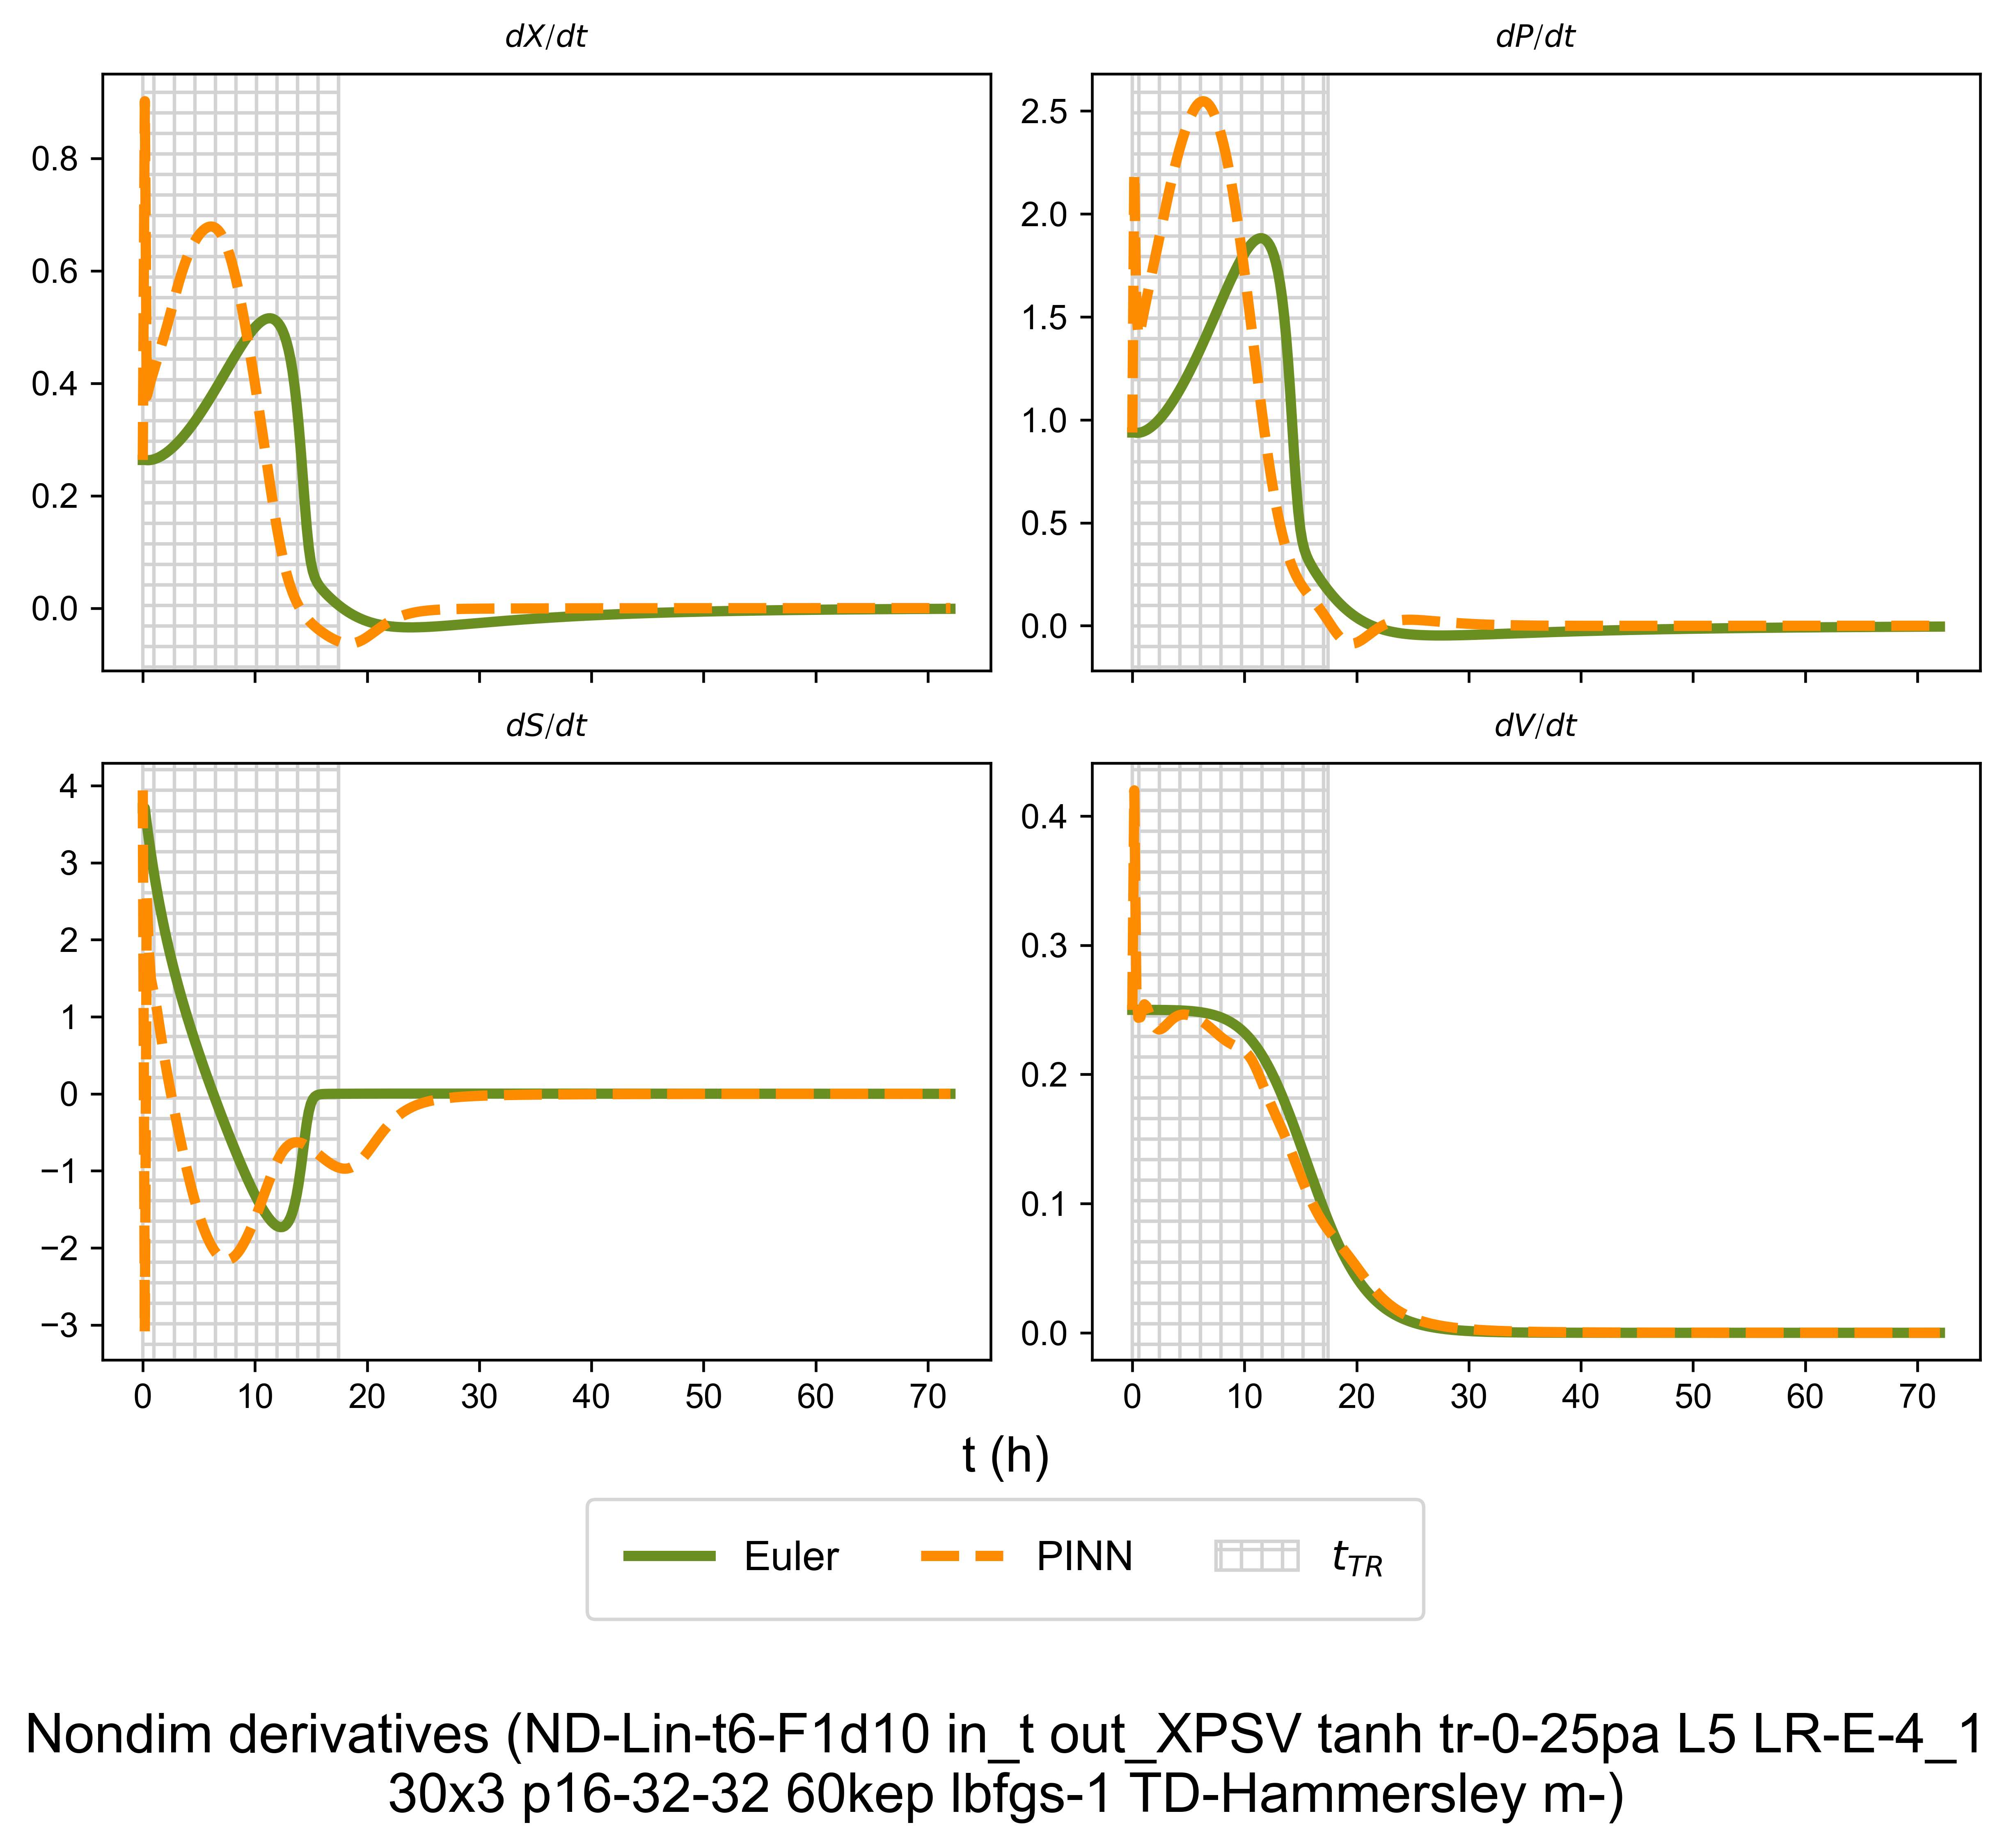 dX/dt
dP/dt
0.8
0.6
0.4
0.2
0.0
2.5
2.0
1.5
1.0
0.5
0.0
dS/dt
dV/dt
4
3
2
1
0
−1
−2
−3
0.4
0.3
0.2
0.1
0.0
0 10 20 30 40 50 60 70
0 10 20 30 40 50 60 70
t (h)
Euler PINN t_TR
Nondim derivatives (ND-Lin-t6-F1d10 in_t out_XPSV tanh tr-0-25pa L5 LR-E-4_1
30x3 p16-32-32 60kep lbfgs-1 TD-Hammersley m-)